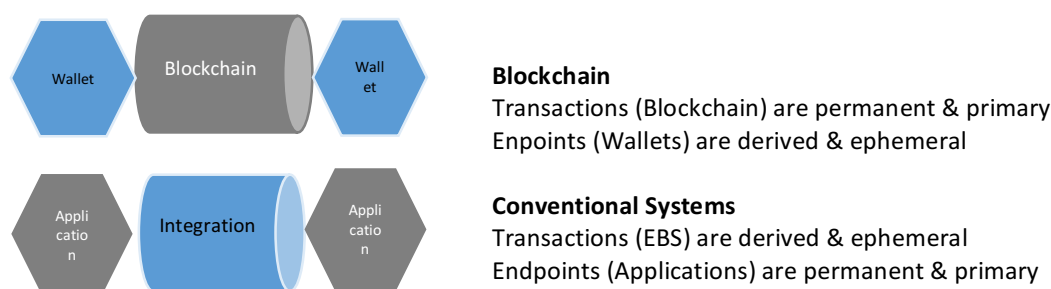 Wallet
Blockchain
Wall
et
Blockchain
Transactions (Blockchain) are permanent & primary
Enpoints (Wallets) are derived & ephemeral
Appli
catio
n
Integration
Appli
catio
n
Conventional Systems
Transactions (EBS) are derived & ephemeral
Endpoints (Applications) are permanent & primary